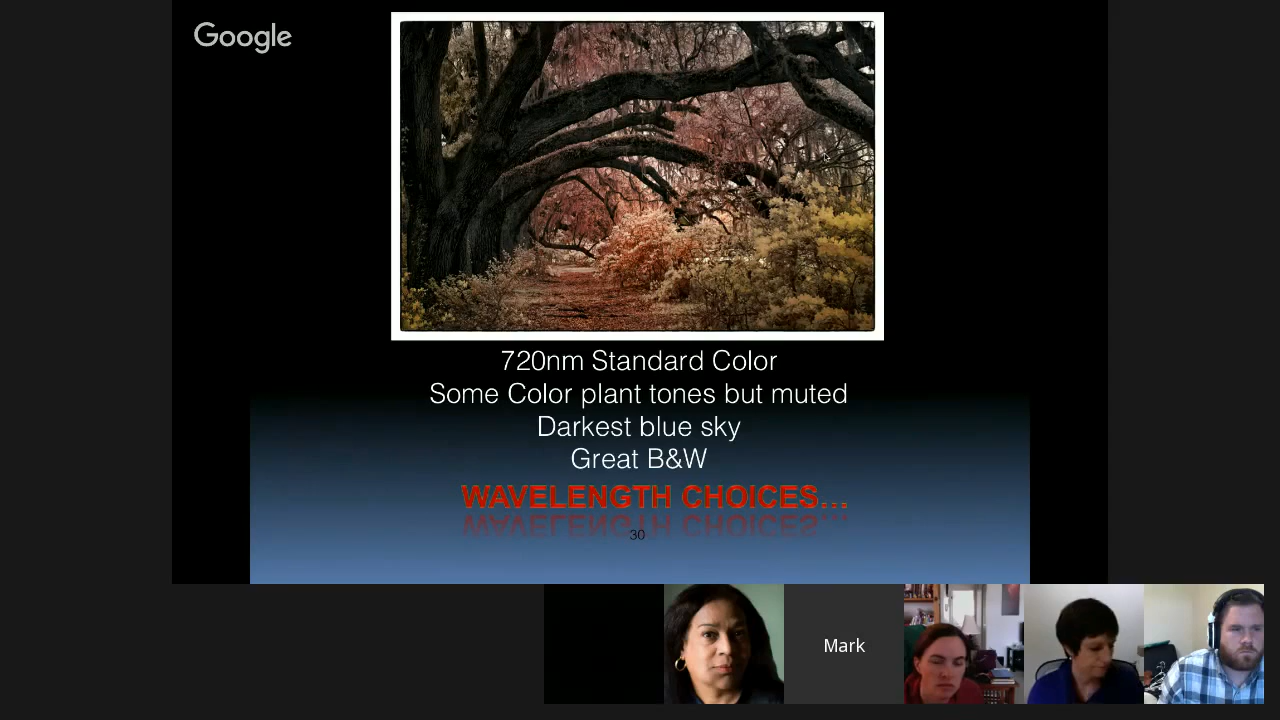 Google
720nm Standard Color
Some Color plant tones but muted
Darkest blue sky
Great B&W
WAVELENGTH CHOICES...
30
Mark